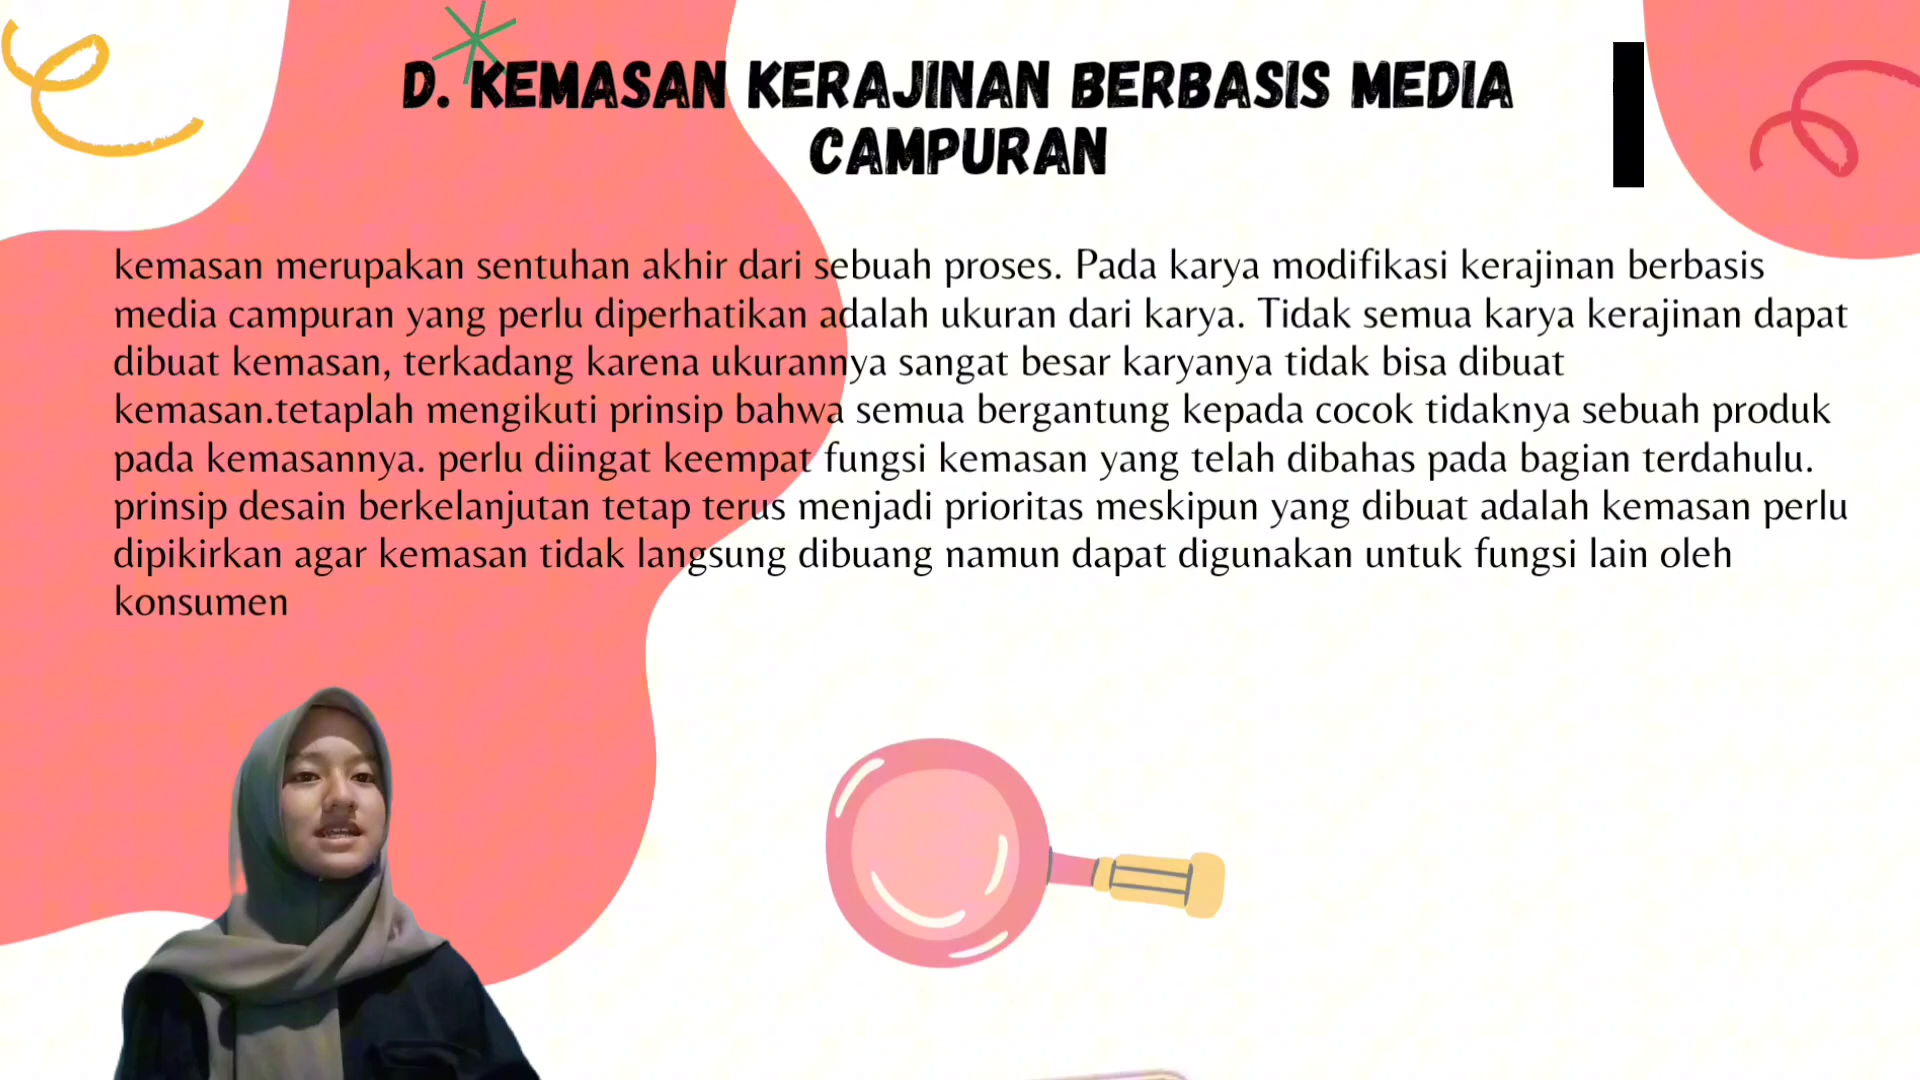 D. KEMASAN KERAJINAN BERBASIS MEDIA
CAMPURAN
kemasan merupakan sentuhan akhir dari sebuah proses. Pada karya modifikasi kerajinan berbasis
media campuran yang perlu diperhatikan adalah ukuran dari karya. Tidak semua karya kerajinan dapat
dibuat kemasan, terkadang karena ukurannya sangat besar karyanya tidak bisa dibuat
kemasan.tetaplah mengikuti prinsip bahwa semua bergantung kepada cocok tidaknya sebuah produk
pada kemasannya. perlu diingat keempat fungsi kemasan yang telah dibahas pada bagian terdahulu.
prinsip desain berkelanjutan tetap terus menjadi prioritas meskipun yang dibuat adalah kemasan perlu
dipikirkan agar kemasan tidak langsung dibuang namun dapat digunakan untuk fungsi lain oleh
konsumen